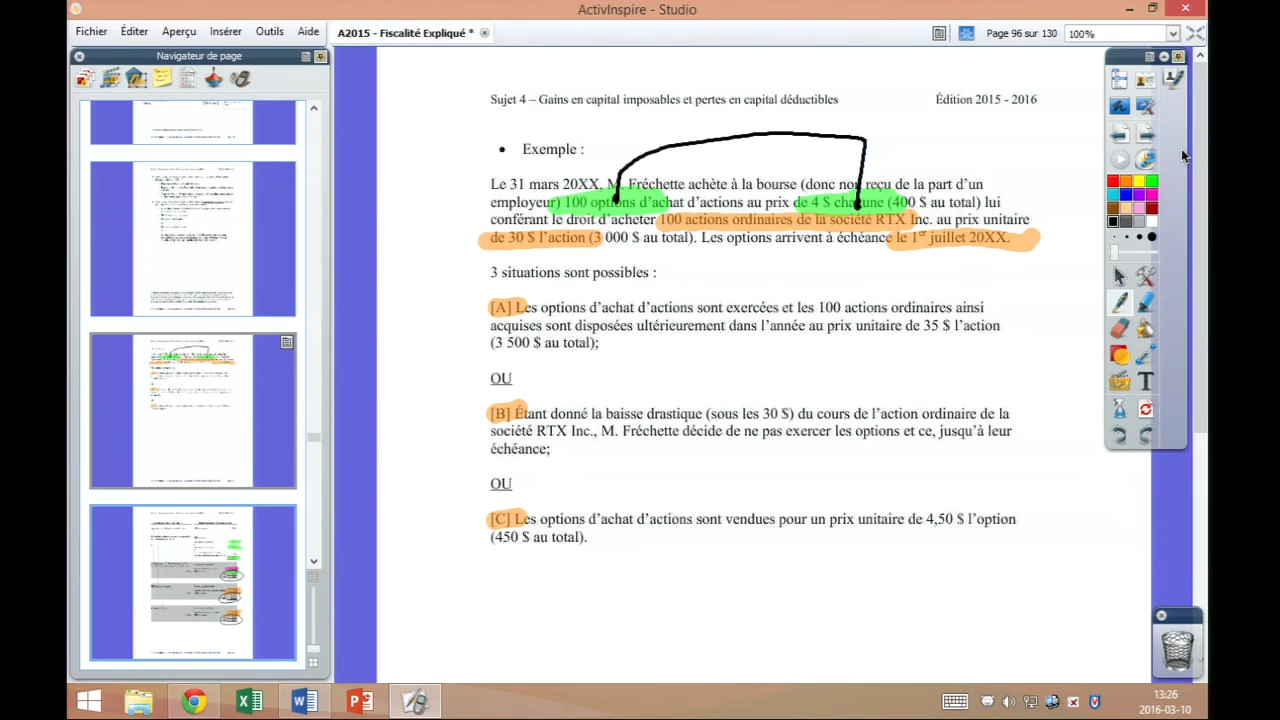 ActivInspire - Studio
Fichier Éditer Aperçu Insérer Outils Aide
A2015 – Fiscalité Expliqué *
Page 96 sur 130
100%
Navigateur de page
Sujet 4 – Gains en capital imposables et pertes en capital déductibles Édition 2015 - 2016
• Exemple :
Le 31 mars 20XX, Fréchette achète à la bourse (donc non reçu de la part d’un
employeur) 100 options d’achat d’actions au prix de 4 $ chacune (400 $ au total) lui
conférant le droit d’acheter 100 actions ordinaires de la société RTX Inc. au prix unitaire
de 30 $ l’action (3 000 $ au total). Les options arrivent à échéance le 1er juillet 20XX.
3 situations sont possibles :
[A] Les options d’achat d’actions sont exercées et les 100 actions ordinaires ainsi
acquises sont disposées ultérieurement dans l’année au prix unitaire de 35 $ l’action
(3 500 $ au total);
OU
[B] Étant donné la baisse drastique (sous les 30 $) du cours de l’action ordinaire de la
société RTX Inc., M. Fréchette décide de ne pas exercer les options et ce, jusqu’à leur
échéance;
OU
[C] Les options d’achat d’actions sont vendues pour un prix unitaire de 4,50 $ l’option
(450 $ au total).
13:26
2016-03-10